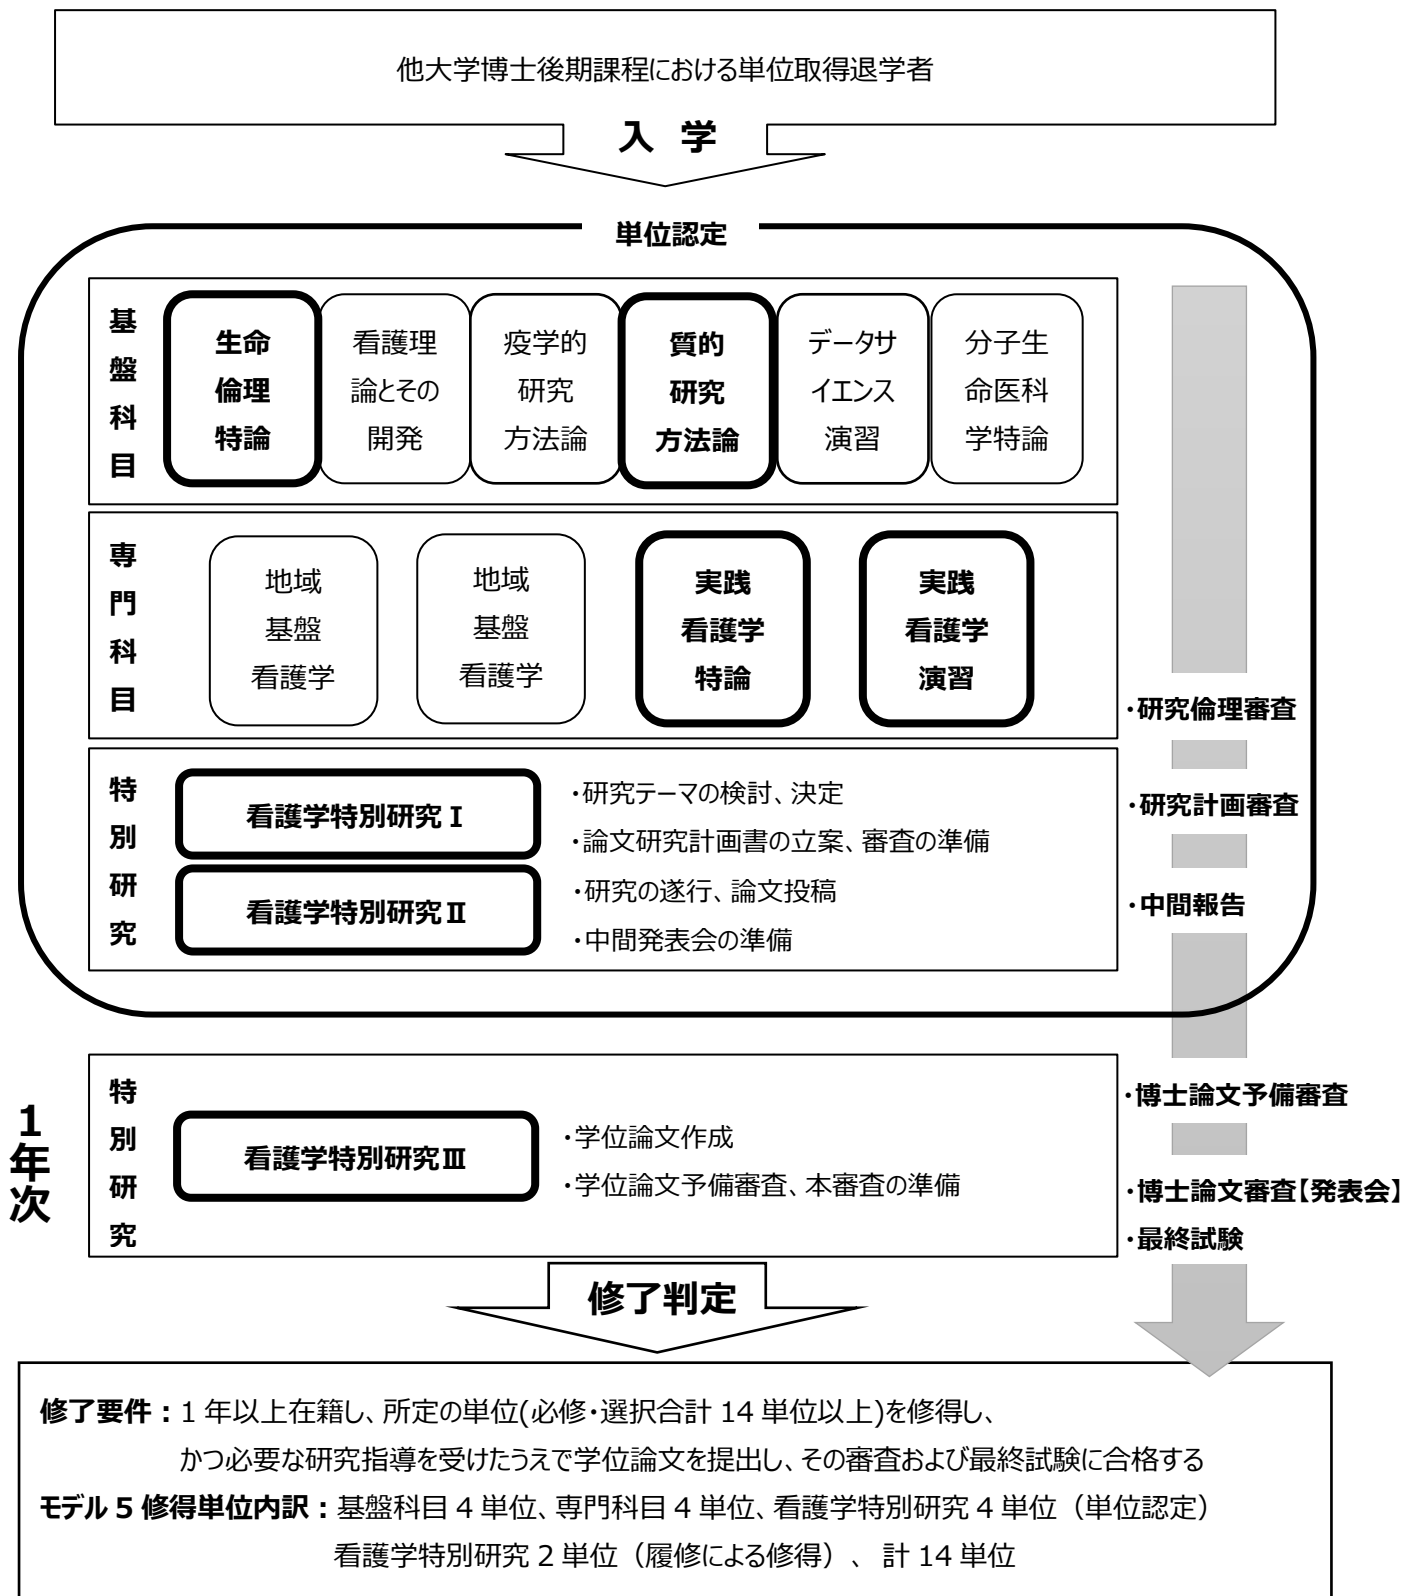 他大学博士後期課程における単位取得退学者
入 学
単位認定
基
盤
科
目
生命
倫理
特論
看護理
論とその
開発
疫学的
研究
方法論
質的
研究
方法論
データサ
イエンス
演習
分子生
命医科
学特論
専
門
科
目
地域
基盤
看護学
地域
基盤
看護学
実践
看護学
特論
実践
看護学
演習
・研究倫理審査
特
別
研
究
看護学特別研究Ⅰ
・研究テーマの検討、決定
・論文研究計画書の立案、審査の準備
・研究計画審査
看護学特別研究Ⅱ
・研究の遂行、論文投稿
・中間発表会の準備
・中間報告
1
年
次
特
別
研
究
看護学特別研究Ⅲ
・学位論文作成
・学位論文予備審査、本審査の準備
・博士論文予備審査
・博士論文審査【発表会】
・最終試験
修了判定
修了要件：1 年以上在籍し、所定の単位(必修・選択合計 14 単位以上)を修得し、
かつ必要な研究指導を受けたうえで学位論文を提出し、その審査および最終試験に合格する
モデル 5 修得単位内訳：基盤科目 4 単位、専門科目 4 単位、看護学特別研究 4 単位（単位認定）
看護学特別研究 2 単位（履修による修得）、 計 14 単位